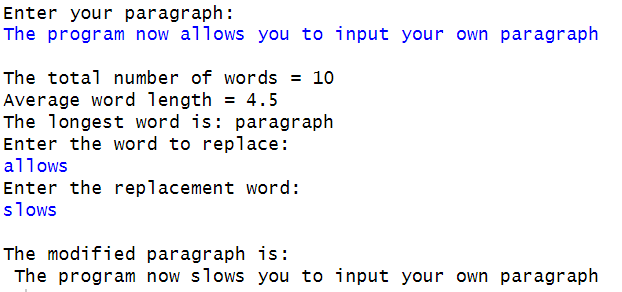 Enter your paragraph:
The program now allows you to input your own paragraph
The total number of words = 10
Average word length = 4.5
The longest word is: paragraph
Enter the word to replace:
allows
Enter the replacement word:
slows
The modified paragraph is:
The program now slows you to input your own paragraph